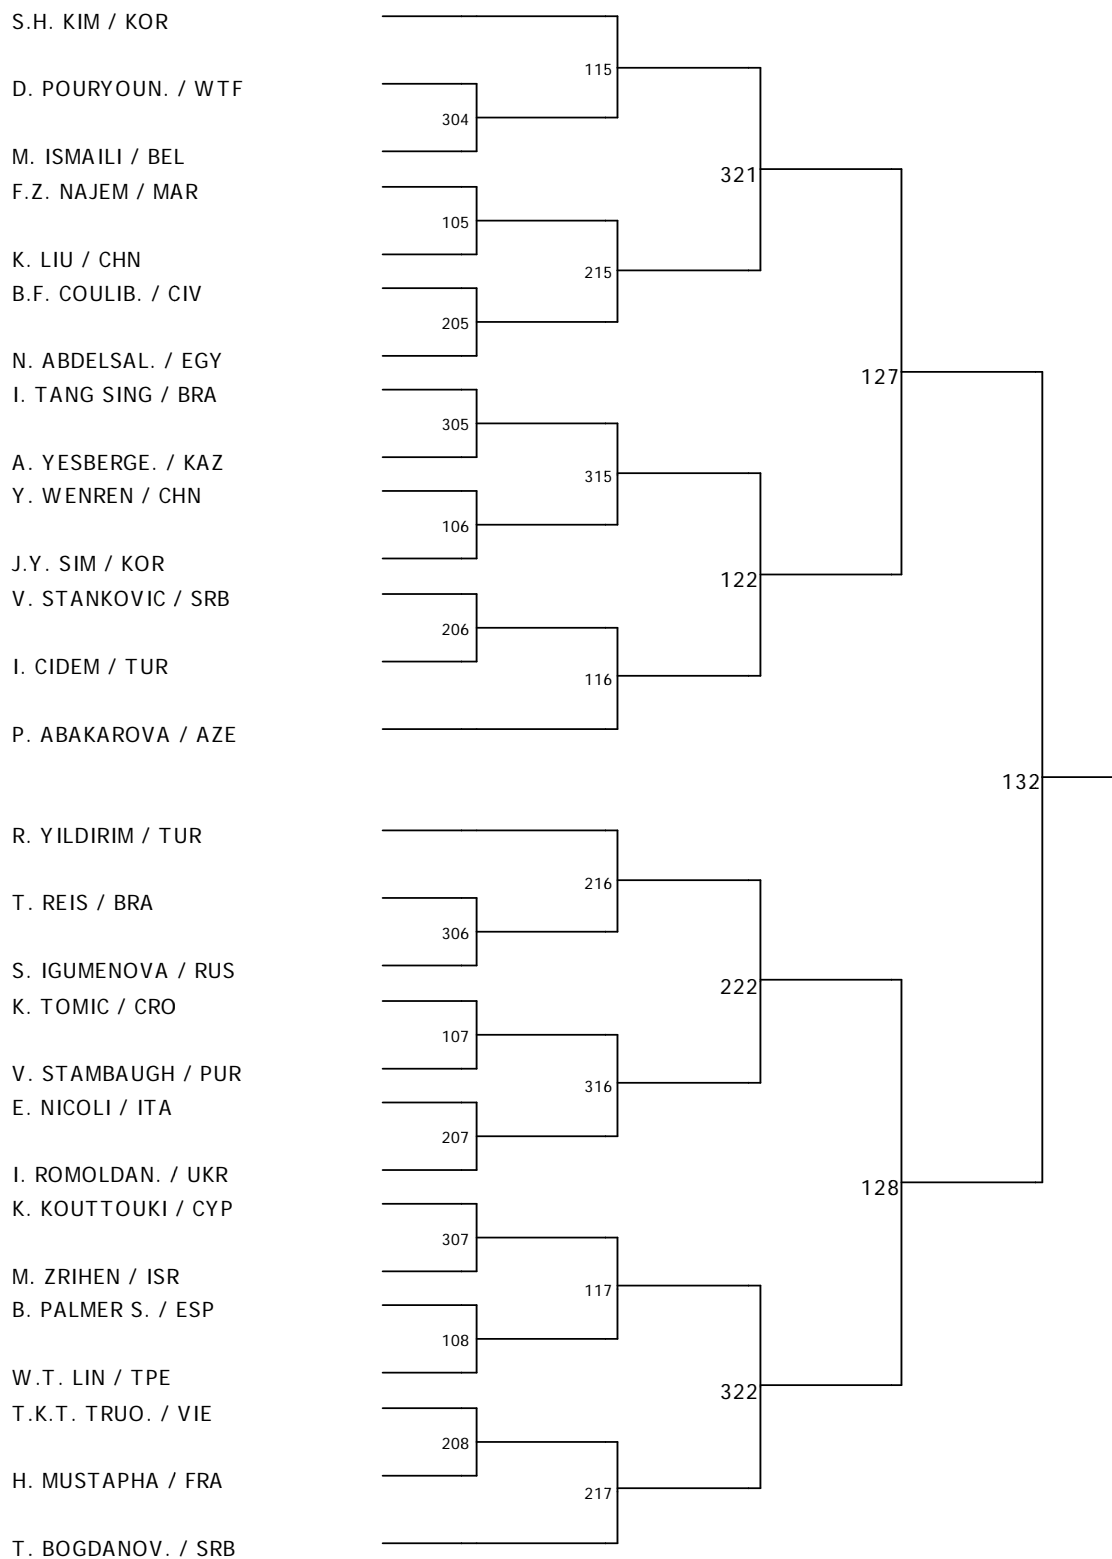 S.H. KIM / KOR
115
D. POURYOUN. / WTF
304
M. ISMAILI / BEL
321
F.Z. NAJEM / MAR
105
K. LIU / CHN
215
B.F. COULIB. / CIV
205
N. ABDELSAL. / EGY
127
I. TANG SING / BRA
305
A. YESBERGE. / KAZ
315
Y. WENREN / CHN
106
J.Y. SIM / KOR
122
V. STANKOVIC / SRB
206
I. CIDEM / TUR
116
P. ABAKAROVA / AZE
132
R. YILDIRIM / TUR
216
T. REIS / BRA
306
S. IGUMENOVA / RUS
222
K. TOMIC / CRO
107
V. STAMBAUGH / PUR
316
E. NICOLI / ITA
207
I. ROMOLDAN. / UKR
128
K. KOUTTOUKI / CYP
307
M. ZRIHEN / ISR
117
B. PALMER S. / ESP
108
W.T. LIN / TPE
322
T.K.T. TRUO. / VIE
208
H. MUSTAPHA / FRA
217
T. BOGDANOV. / SRB